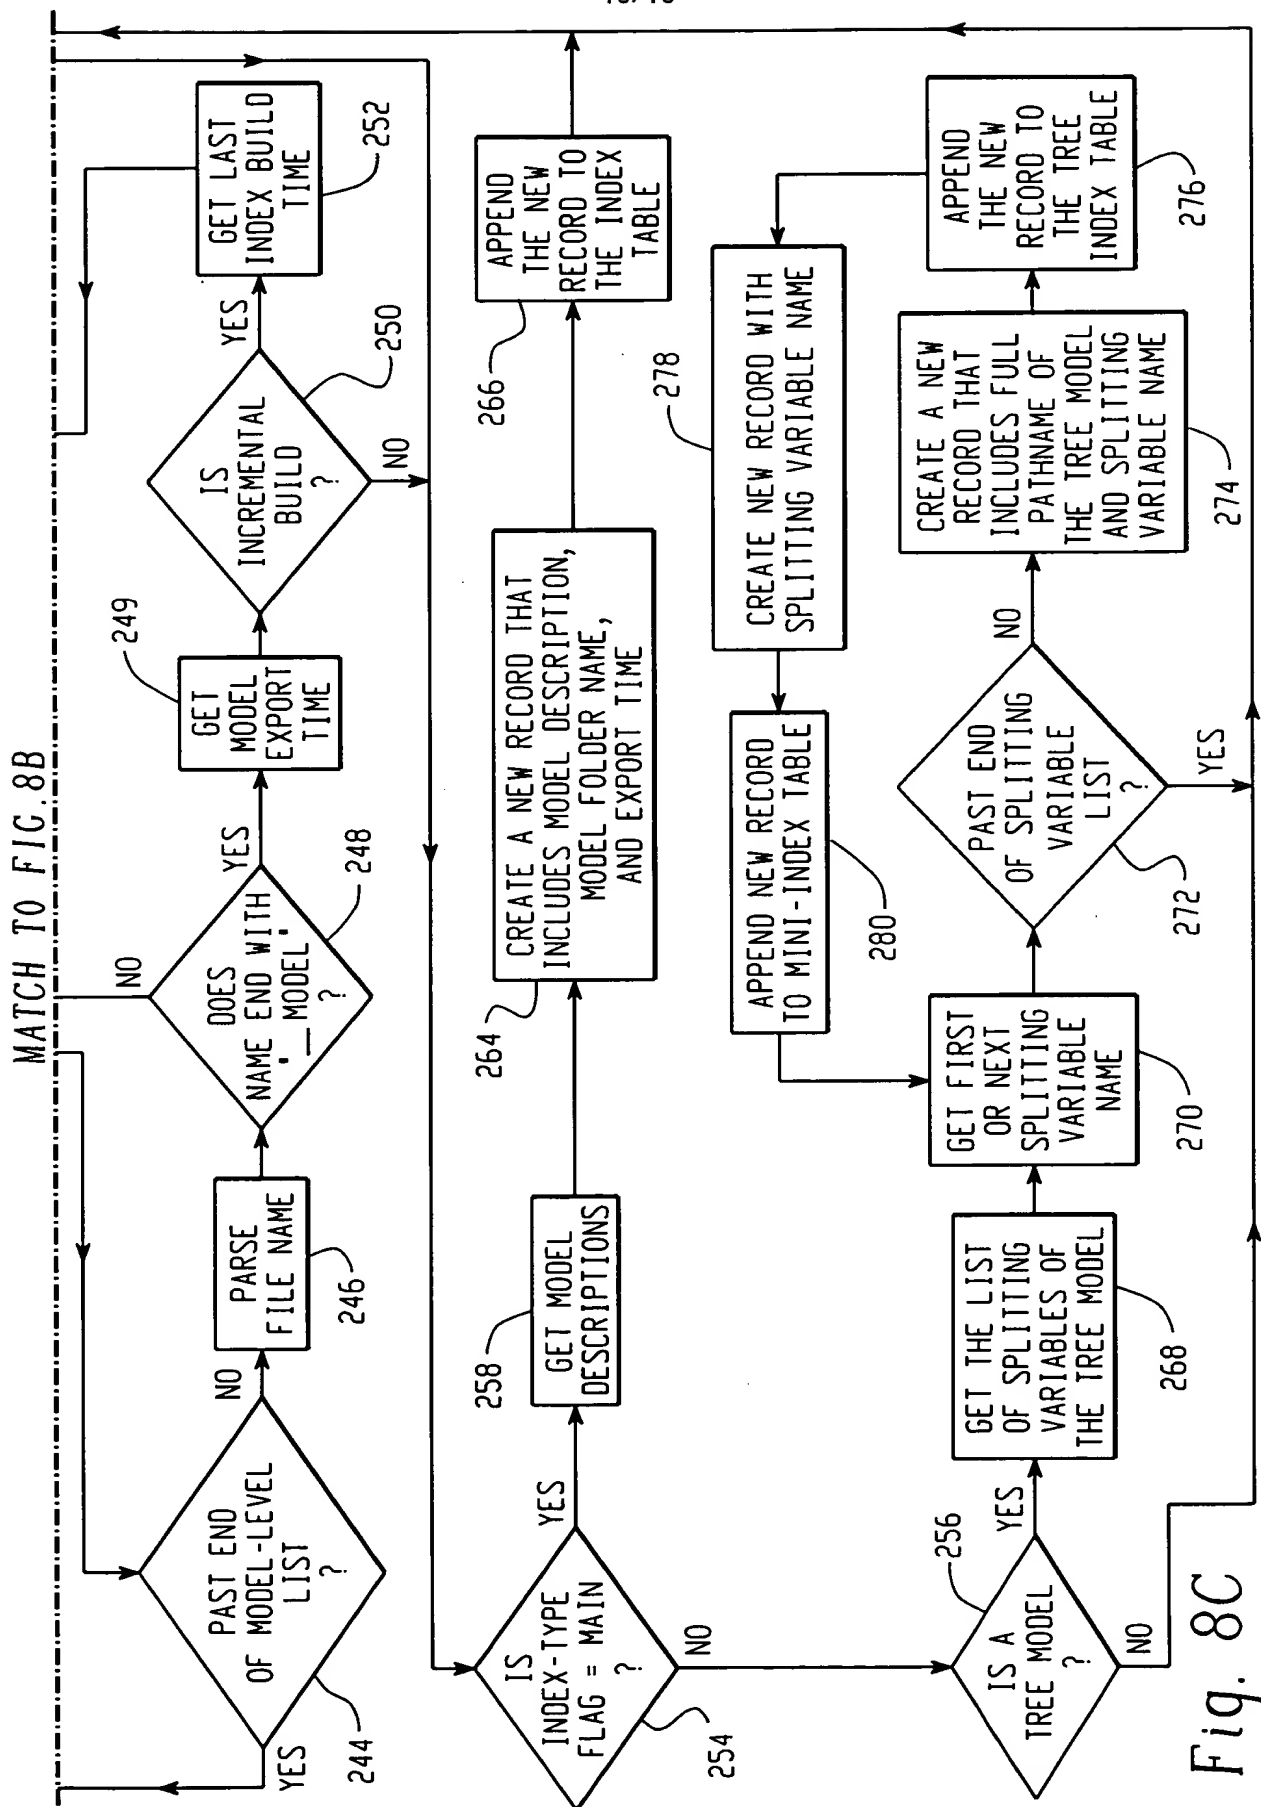 MATCH TO FIG. 8B
PAST END
OF MODEL-LEVEL
LIST
?
244
YES
NO
PARSE
FILE NAME
246
DOES
NAME END WITH
'_MODEL'
?
248
NO
YES
GET
MODEL
EXPORT
TIME
249
IS
INCREMENTAL
BUILD
?
250
YES
NO
GET LAST
INDEX BUILD
TIME
252
IS
INDEX-TYPE
FLAG = MAIN
?
254
YES
NO
GET MODEL
DESCRIPTIONS
258
CREATE A NEW RECORD THAT
INCLUDES MODEL DESCRIPTION,
MODEL FOLDER NAME,
AND EXPORT TIME
264
APPEND
THE NEW
RECORD TO
THE INDEX
TABLE
266
CREATE NEW RECORD WITH
SPLITTING VARIABLE NAME
278
APPEND NEW RECORD
TO MINI-INDEX TABLE
280
IS A
TREE MODEL
?
256
YES
NO
GET THE LIST
OF SPLITTING
VARIABLES OF
THE TREE MODEL
268
GET FIRST
OR NEXT
SPLITTING
VARIABLE
NAME
270
PAST END
OF SPLITTING
VARIABLE
LIST
?
272
NO
YES
CREATE A NEW
RECORD THAT
INCLUDES FULL
PATHNAME OF
THE TREE MODEL
AND SPLITTING
VARIABLE NAME
274
APPEND
THE NEW
RECORD TO
THE TREE
INDEX TABLE
276
Fig. 8C